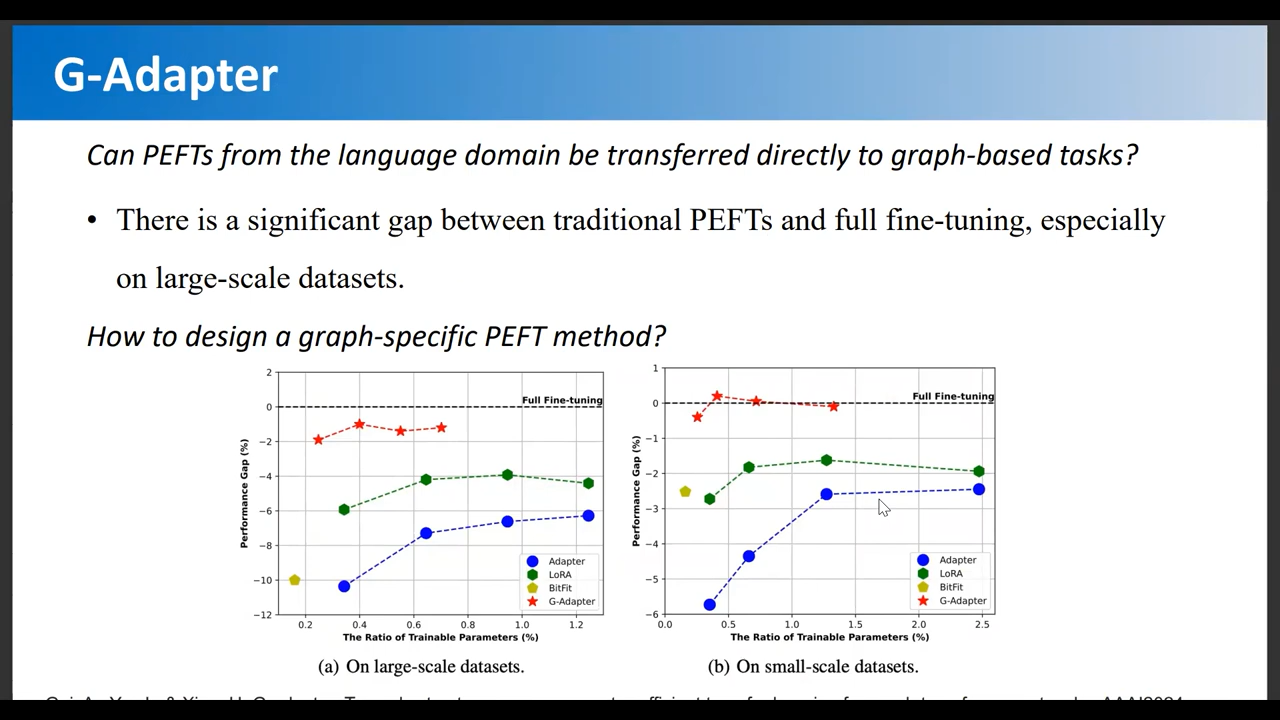 G-Adapter
Can PEFTs from the language domain be transferred directly to graph-based tasks?
• There is a significant gap between traditional PEFTs and full fine-tuning, especially
on large-scale datasets.
How to design a graph-specific PEFT method?
2
0
−2
−4
−6
−8
−10
−12
Performance Gap (%)
Full Fine-tuning
Adapter
LoRA
BitFit
G-Adapter
0.2 0.4 0.6 0.8 1.0 1.2
The Ratio of Trainable Parameters (%)
(a) On large-scale datasets.
1
0
−1
−2
−3
−4
−5
−6
Performance Gap (%)
Full Fine-tuning
Adapter
LoRA
BitFit
G-Adapter
0.0 0.5 1.0 1.5 2.0 2.5
The Ratio of Trainable Parameters (%)
(b) On small-scale datasets.